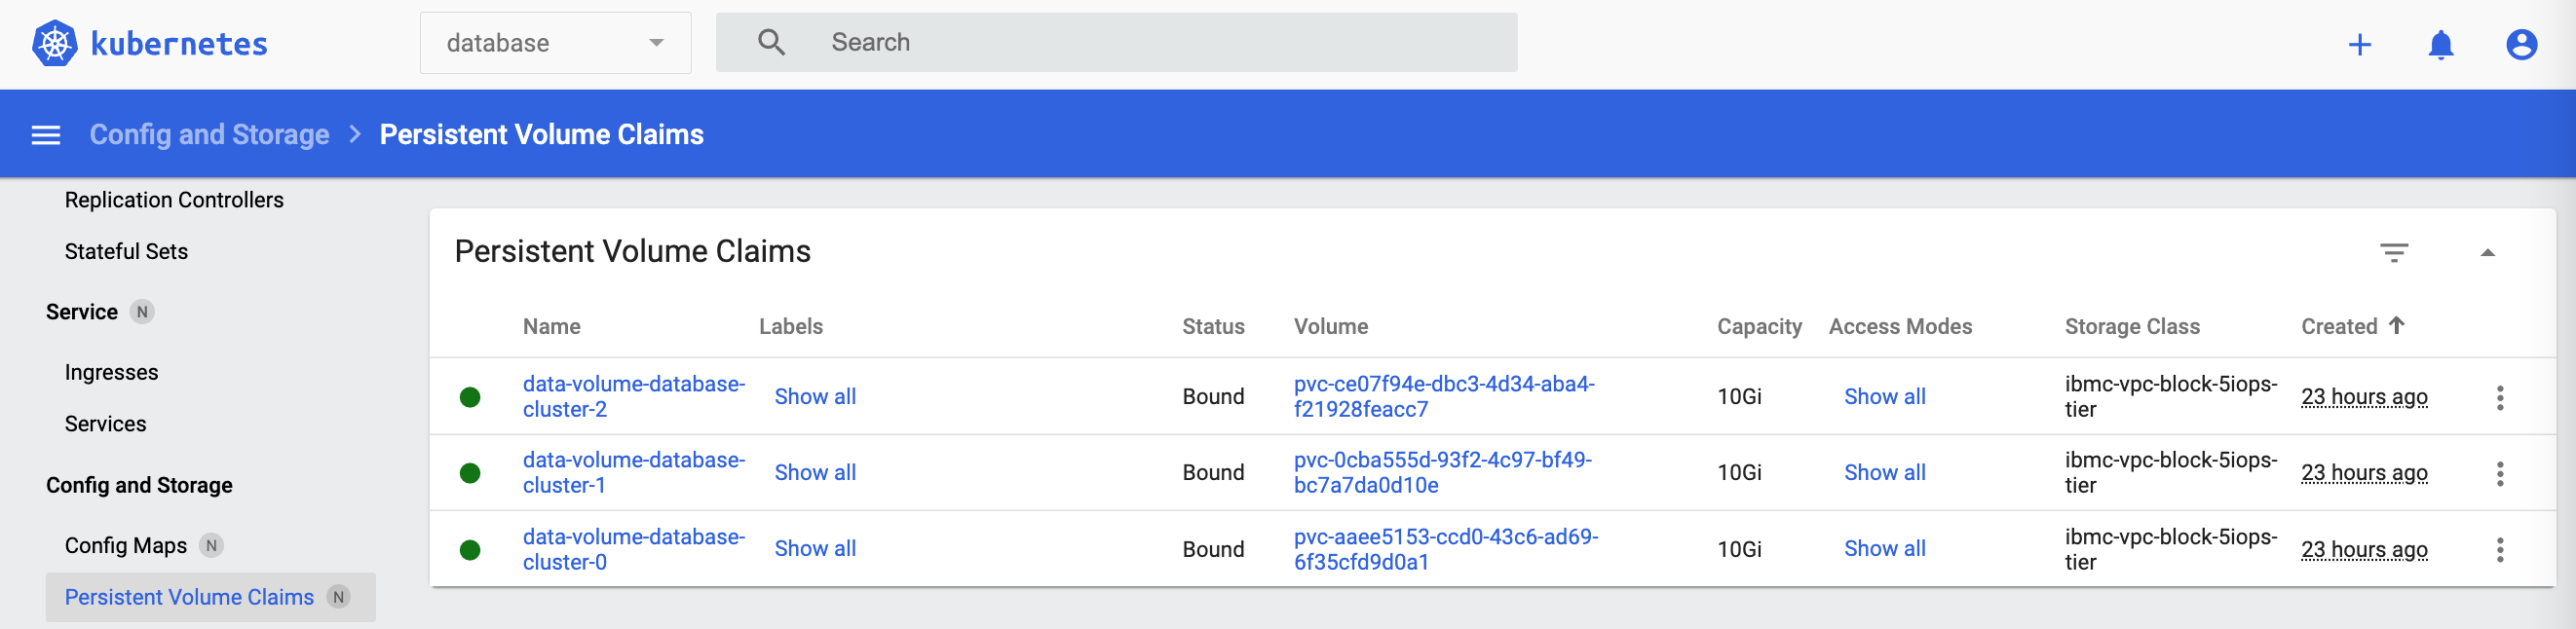 kubernetes
database
Search
Config and Storage > Persistent Volume Claims
Replication Controllers
Stateful Sets
Service N
Ingresses
Services
Config and Storage
Config Maps N
Persistent Volume Claims N
Persistent Volume Claims
Name Labels Status Volume Capacity Access Modes Storage Class Created
data-volume-database-
cluster-2
Show all
Bound
pvc-ce07f94e-dbc3-4d34-aba4-
f21928feacc7
10Gi
Show all
ibmc-vpc-block-5iops-
tier
23 hours ago
data-volume-database-
cluster-1
Show all
Bound
pvc-0cba555d-93f2-4c97-bf49-
bc7a7da0d10e
10Gi
Show all
ibmc-vpc-block-5iops-
tier
23 hours ago
data-volume-database-
cluster-0
Show all
Bound
pvc-aaee5153-ccd0-43c6-ad69-
6f35cfd9d0a1
10Gi
Show all
ibmc-vpc-block-5iops-
tier
23 hours ago